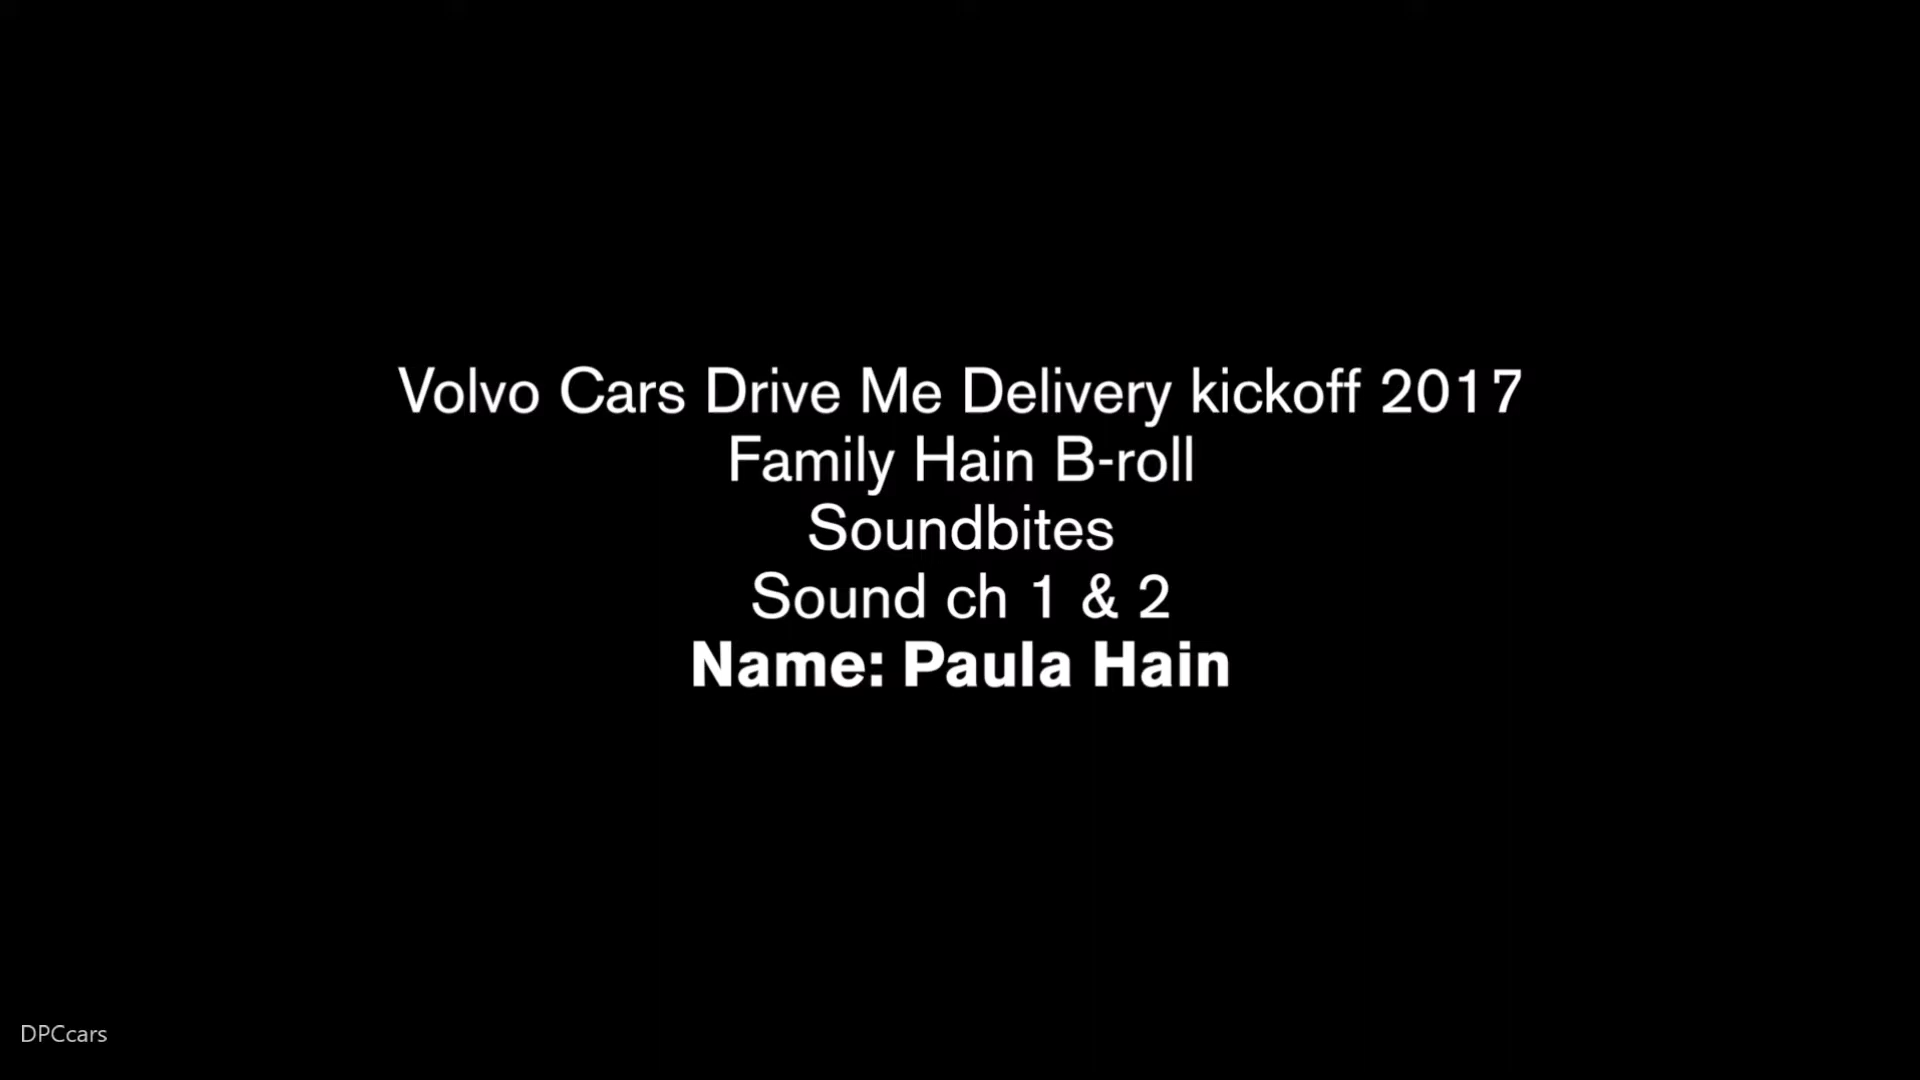 Volvo Cars Drive Me Delivery kickoff 2017
Family Hain B-roll
Soundbites
Sound ch 1 & 2
Name: Paula Hain
DPCcars